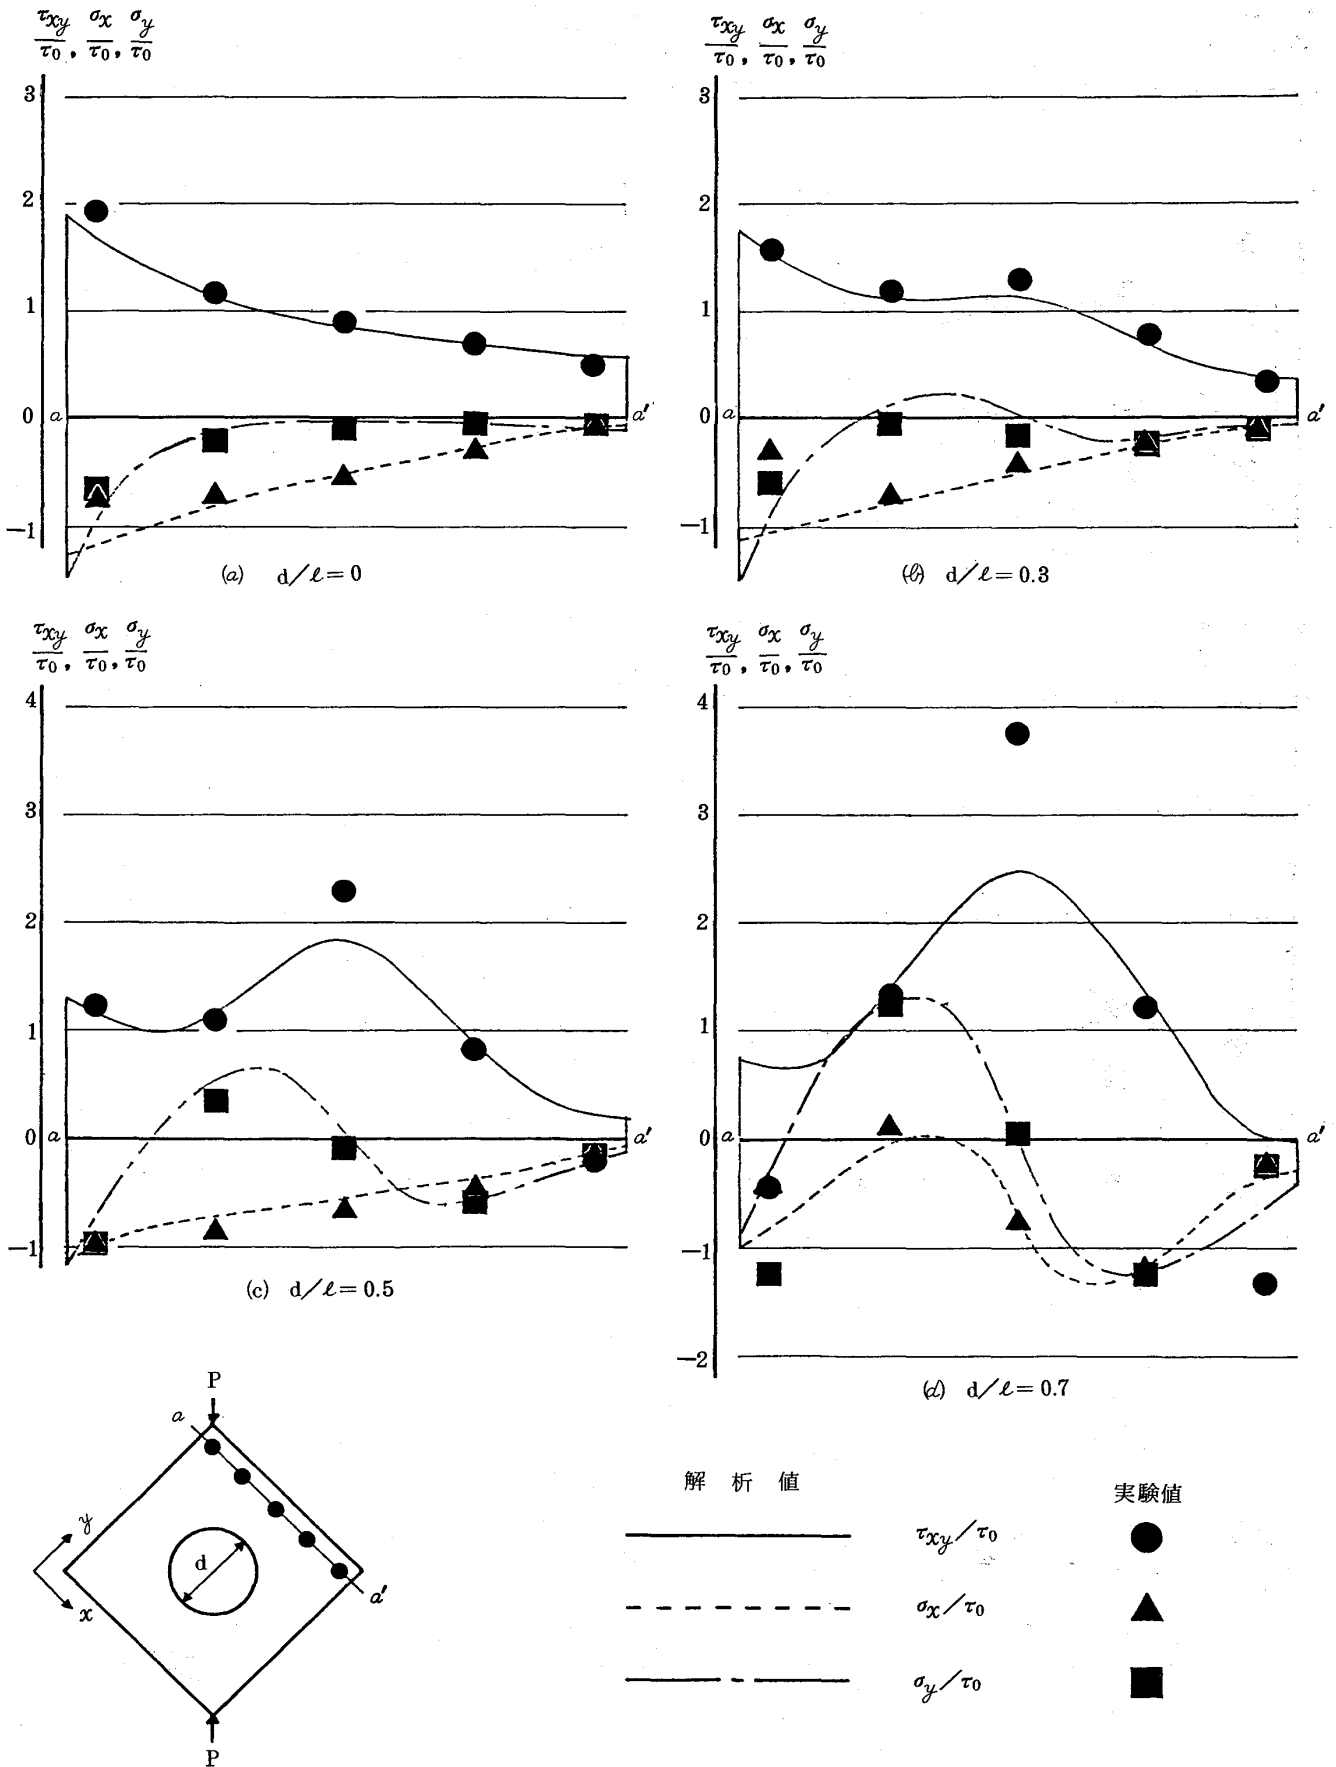 τxy/τ0, σx/τ0, σy/τ0
3
2
1
0
−1
a
a′
(a) d/ℓ=0
τxy/τ0, σx/τ0, σy/τ0
3
2
1
0
−1
a
a′
(b) d/ℓ=0.3
τxy/τ0, σx/τ0, σy/τ0
4
3
2
1
0
−1
a
a′
(c) d/ℓ=0.5
τxy/τ0, σx/τ0, σy/τ0
4
3
2
1
0
−1
−2
a
a′
(d) d/ℓ=0.7
P
a
y
d
x
a′
P
解析値
実験値
τxy/τ0
σx/τ0
σy/τ0